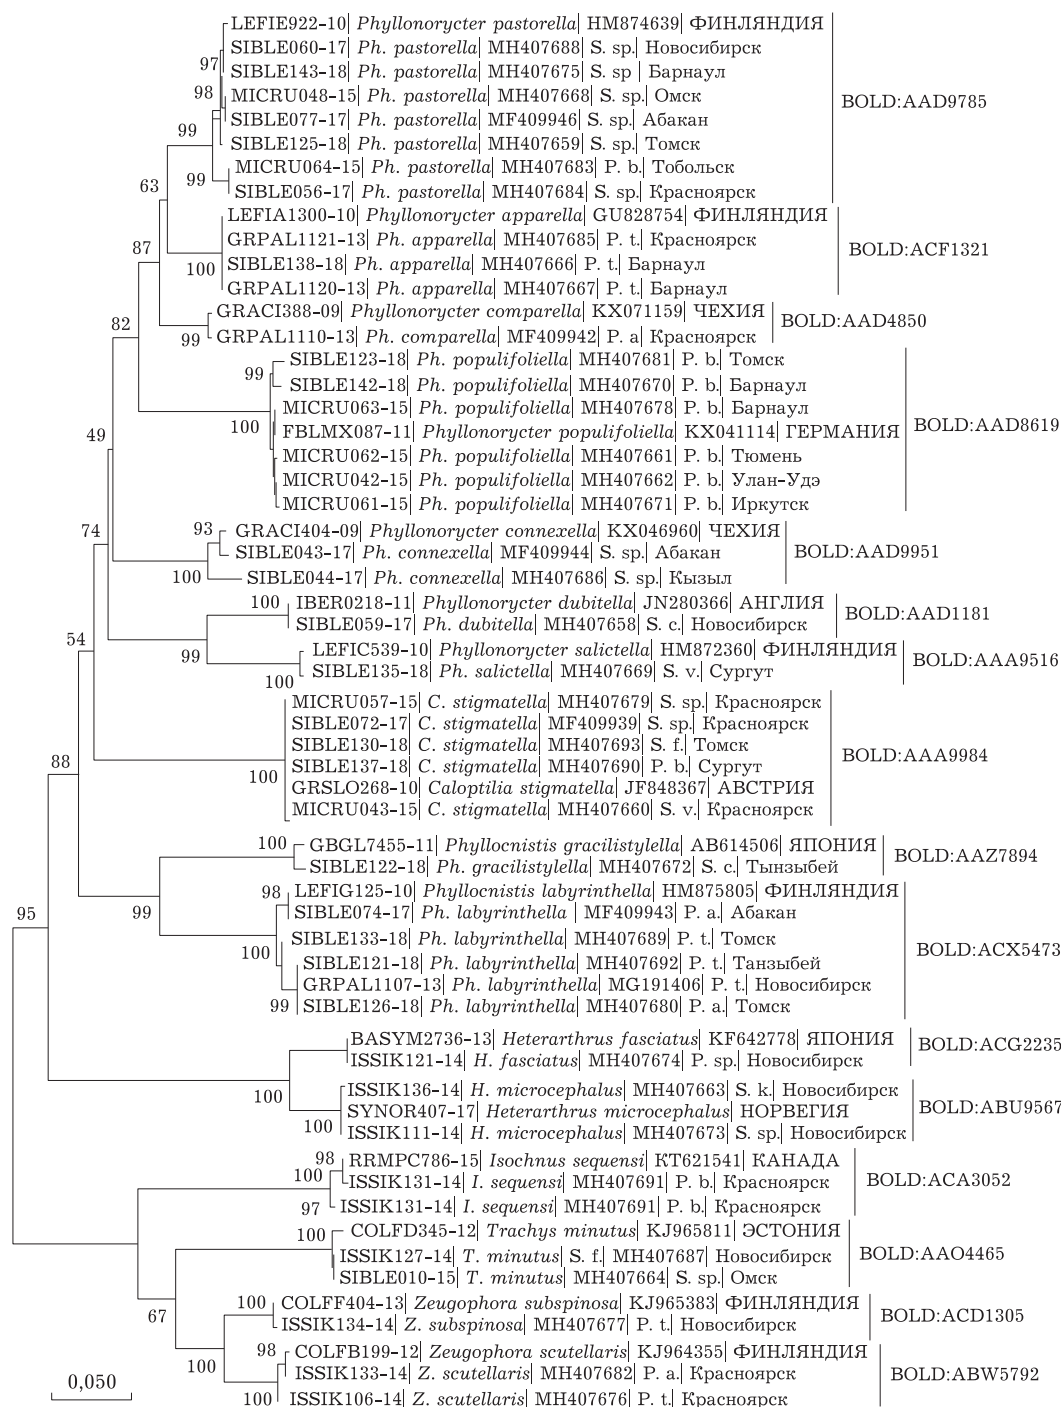 LEFIE922-10| Phyllonorycter pastorella| HM874639| ФИНЛЯНДИЯ
SIBLE060-17| Ph. pastorella| MH407688| S. sp.| Новосибирск
97
SIBLE143-18| Ph. pastorella| MH407675| S. sp | Барнаул
98
MICRU048-15| Ph. pastorella| MH407668| S. sp.| Омск
BOLD:AAD9785
SIBLE077-17| Ph. pastorella| MF409946| S. sp.| Абакан
99
SIBLE125-18| Ph. pastorella| MH407659| S. sp.| Томск
MICRU064-15| Ph. pastorella| MH407683| P. b.| Тобольск
99
SIBLE056-17| Ph. pastorella| MH407684| S. sp.| Красноярск
63
LEFIA1300-10| Phyllonorycter apparella| GU828754| ФИНЛЯНДИЯ
GRPAL1121-13| Ph. apparella| MH407685| P. t.| Красноярск
87
BOLD:ACF1321
SIBLE138-18| Ph. apparella| MH407666| P. t.| Барнаул
100
GRPAL1120-13| Ph. apparella| MH407667| P. t.| Барнаул
GRACI388-09| Phyllonorycter comparella| KX071159| ЧЕХИЯ
82
BOLD:AAD4850
99
GRPAL1110-13| Ph. comparella| MF409942| P. a| Красноярск
SIBLE123-18| Ph. populifoliella| MH407681| P. b.| Томск
99
SIBLE142-18| Ph. populifoliella| MH407670| P. b.| Барнаул
MICRU063-15| Ph. populifoliella| MH407678| P. b.| Барнаул
100
BOLD:AAD8619
FBLMX087-11| Phyllonorycter populifoliella| KX041114| ГЕРМАНИЯ
49
MICRU062-15| Ph. populifoliella| MH407661| P. b.| Тюмень
MICRU042-15| Ph. populifoliella| MH407662| P. b.| Улан-Удэ
MICRU061-15| Ph. populifoliella| MH407671| P. b.| Иркутск
74
93
GRACI404-09| Phyllonorycter connexella| KX046960| ЧЕХИЯ
SIBLE043-17| Ph. connexella| MF409944| S. sp| Абакан
BOLD:AAD9951
100
SIBLE044-17| Ph. connexella| MH407686| S. sp.| Кызыл
100
IBER0218-11| Phyllonorycter dubitella| JN280366| АНГЛИЯ
BOLD:AAD1181
SIBLE059-17| Ph. dubitella| MH407658| S. c.| Новосибирск
54
99
LEFIC539-10| Phyllonorycter salictella| HM872360| ФИНЛЯНДИЯ
BOLD:AAA9516
100
SIBLE135-18| Ph. salictella| MH407669| S. v.| Сургут
MICRU057-15| C. stigmatella| MH407679| S. sp.| Красноярск
SIBLE072-17| C. stigmatella| MF409939| S. sp.| Красноярск
SIBLE130-18| C. stigmatella| MH407693| S. f.| Томск
BOLD:AAA9984
88
SIBLE137-18| C. stigmatella| MH407690| P. b.| Сургут
100
GRSLO268-10| Caloptilia stigmatella| JF848367| АВСТРИЯ
MICRU043-15| C. stigmatella| MH407660| S. v.| Красноярск
100
GBGL7455-11| Phyllocnistis gracilistylella| AB614506| ЯПОНИЯ
BOLD:AAZ7894
SIBLE122-18| Ph. gracilistylella| MH407672| S. c.| Тынзыбей
98
LEFIG125-10| Phyllocnistis labyrinthella| HM875805| ФИНЛЯНДИЯ
95
99
SIBLE074-17| Ph. labyrinthella | MF409943| P. a.| Абакан
SIBLE133-18| Ph. labyrinthella| MH407689| P. t.| Томск
100
BOLD:ACX5473
SIBLE121-18| Ph. labyrinthella| MH407692| P. t.| Танзыбей
GRPAL1107-13| Ph. labyrinthella| MG191406| P. t.| Новосибирск
99
SIBLE126-18| Ph. labyrinthella| MH407680| P. a.| Томск
BASYM2736-13| Heterarthrus fasciatus| KF642778| ЯПОНИЯ
BOLD:ACG2235
ISSIK121-14| H. fasciatus| MH407674| P. sp.| Новосибирск
100
ISSIK136-14| H. microcephalus| MH407663| S. k.| Новосибирск
SYNOR407-17| Heterarthrus microcephalus| НОРВЕГИЯ
BOLD:ABU9567
100
ISSIK111-14| H. microcephalus| MH407673| S. sp.| Новосибирск
98
RRMPC786-15| Isochnus sequensi| KT621541| КАНАДА
100
ISSIK131-14| I. sequensi| MH407691| P. b.| Красноярск
BOLD:ACA3052
97
ISSIK131-14| I. sequensi| MH407691| P. b.| Красноярск
100
COLFD345-12| Trachys minutus| KJ965811| ЭСТОНИЯ
ISSIK127-14| T. minutus| S. f.| MH407687| Новосибирск
BOLD:AAO4465
SIBLE010-15| T. minutus| MH407664| S. sp.| Омск
67
100
COLFF404-13| Zeugophora subspinosa| KJ965383| ФИНЛЯНДИЯ
BOLD:ACD1305
ISSIK134-14| Z. subspinosa| MH407677| P. t.| Новосибирск
98
COLFB199-12| Zeugophora scutellaris| KJ964355| ФИНЛЯНДИЯ
100
ISSIK133-14| Z. scutellaris| MH407682| P. a.| Красноярск
BOLD:ABW5792
0,050
100
ISSIK106-14| Z. scutellaris| MH407676| P. t.| Красноярск